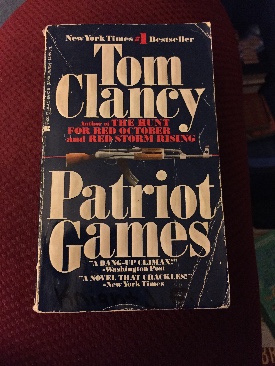 New York Times #1 Bestseller
Tom
Clancy
Author of THE HUNT
FOR RED OCTOBER
and RED STORM RISING
Patriot
Games
"A BANG-UP CLIMAX!"
-Washington Post
"A NOVEL THAT CRACKLES!"
-New York Times